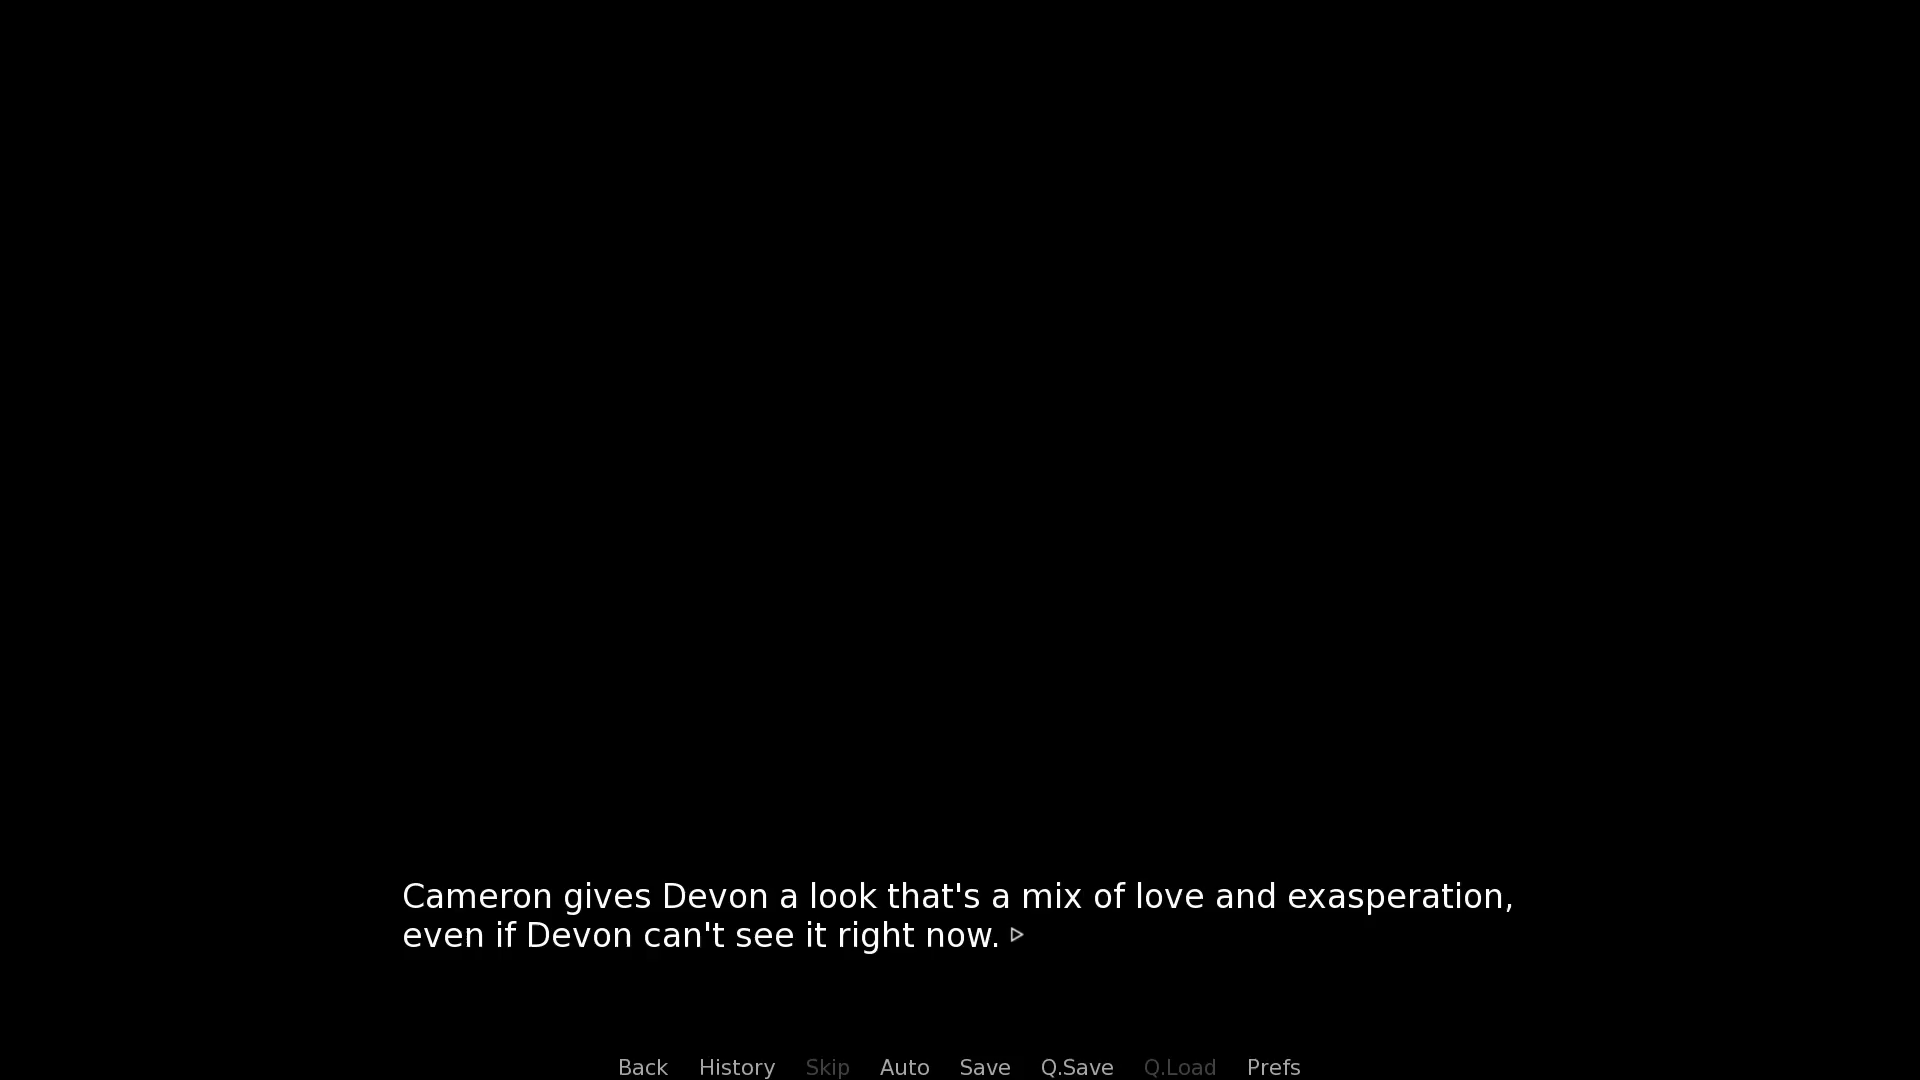 Cameron gives Devon a look that's a mix of love and exasperation,
even if Devon can't see it right now.
Back History Skip Auto Save Q.Save Q.Load Prefs